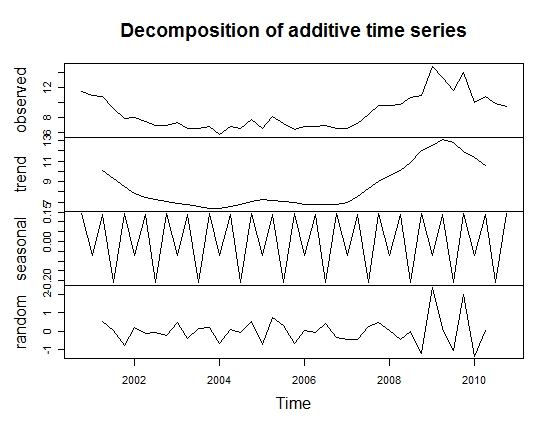 Decomposition of additive time series
observed
8
12
trend
9
11
seasonal
0.00
random
-1
0
1
2
2002
2004
2006
2008
2010
Time